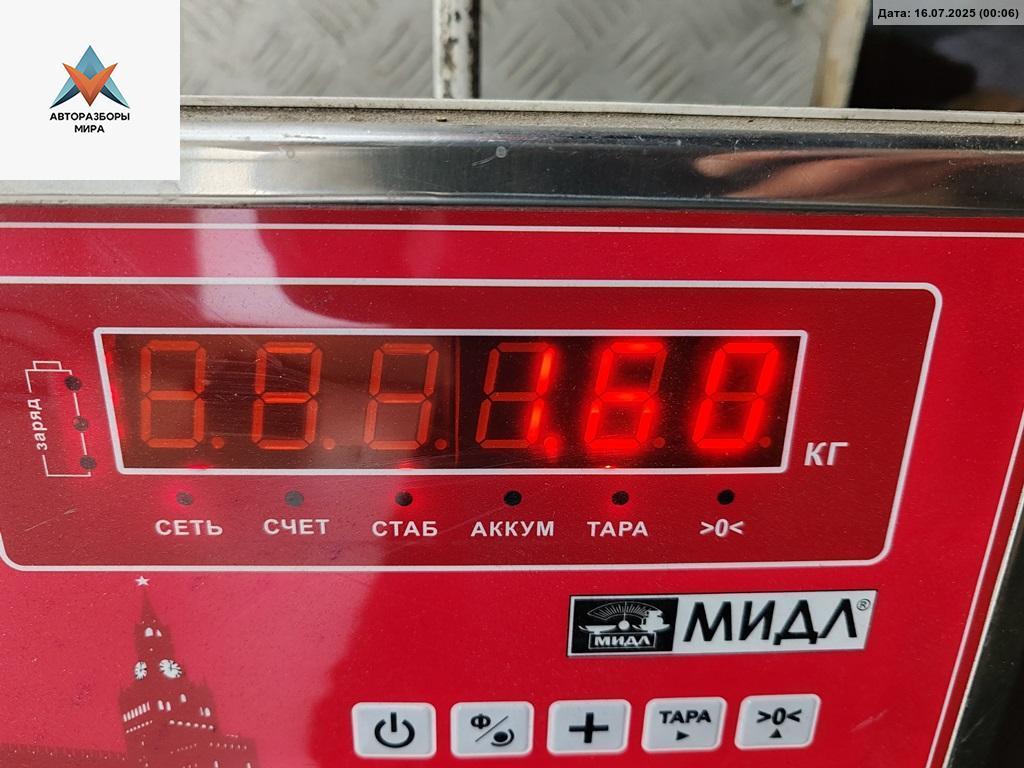 Дата: 16.07.2025 (00:06)
АВТОРАЗБОРЫ
МИРА
заряд
1.60
КГ
СЕТЬ СЧЕТ СТАБ АККУМ ТАРА >0<
МИДЛ МИДЛ®
Ф/ + ТАРА >0<